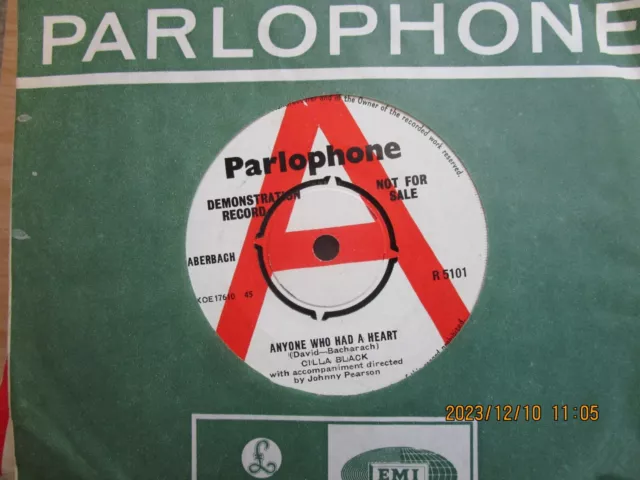 PARLOPHONE
and of the Owner of the recorded work reserved.
Parlophone
DEMONSTRATION
RECORD
NOT FOR
SALE
ABERBACH
R 5101
XOE 17610 45
ANYONE WHO HAD A HEART
(David—Bacharach)
CILLA BLACK
with accompaniment directed
by Johnny Pearson
£
EMI
2023/12/10 11:05